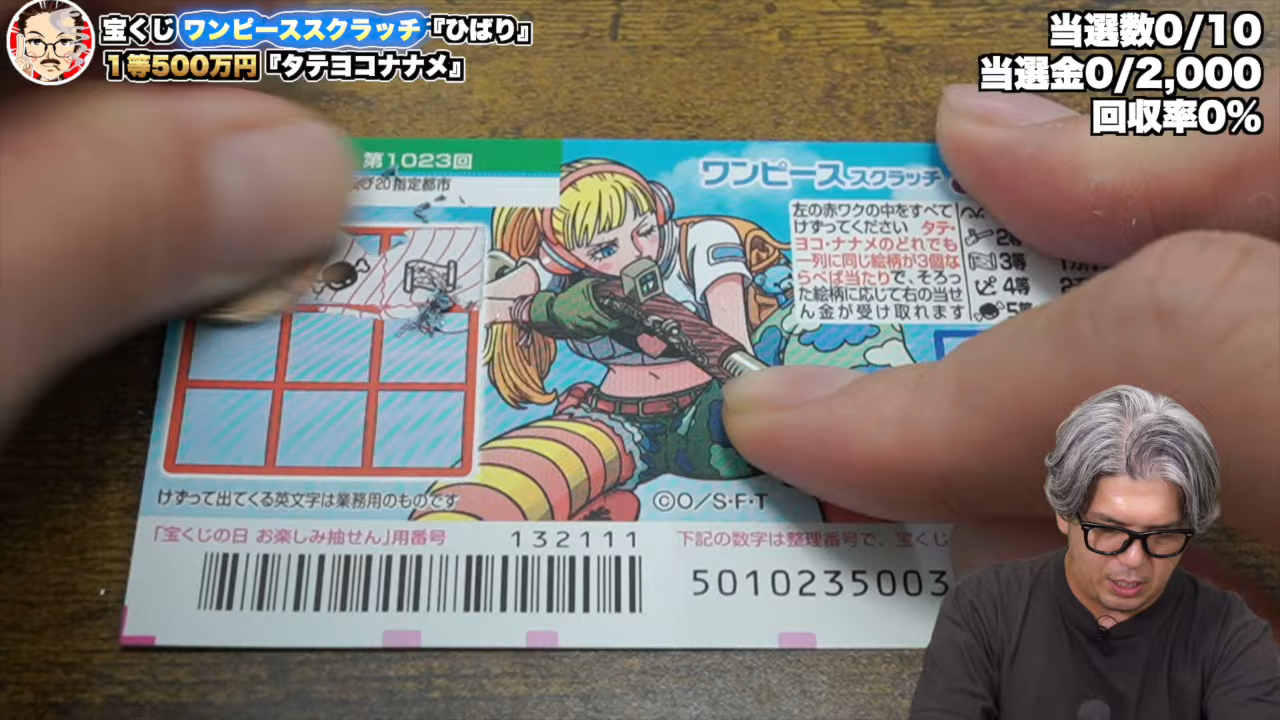 宝くじ ワンピーススクラッチ 『ひばり』
1等500万円 『タテヨコナナメ』
当選数0/10
当選金0/2,000
回収率0%
第1023回
20指定都市
ワンピーススクラッチ
左の赤ワクの中をすべて
けずってください タテ・
ヨコ・ナナメのどれでも
一列に同じ絵柄が3個な
らべば当たりで、そろっ
た絵柄に応じて右の当せ
ん金が受け取れます
2等
3等
4等
5等
けずって出てくる英文字は業務用のものです
©O/S・F・T
「宝くじの日 お楽しみ抽せん」用番号 132111
下記の数字は整理番号で、宝くじ
5010235003